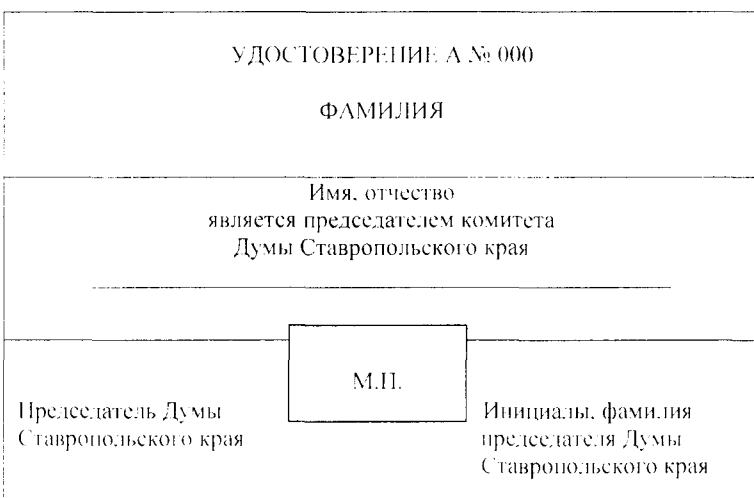 УДОСТОВЕРЕНИЕ А № 000
ФАМИЛИЯ
Имя, отчество
является председателем комитета
Думы Ставропольского края
М.П.
Председатель Думы
Ставропольского края
Инициалы, фамилия
председателя Думы
Ставропольского края